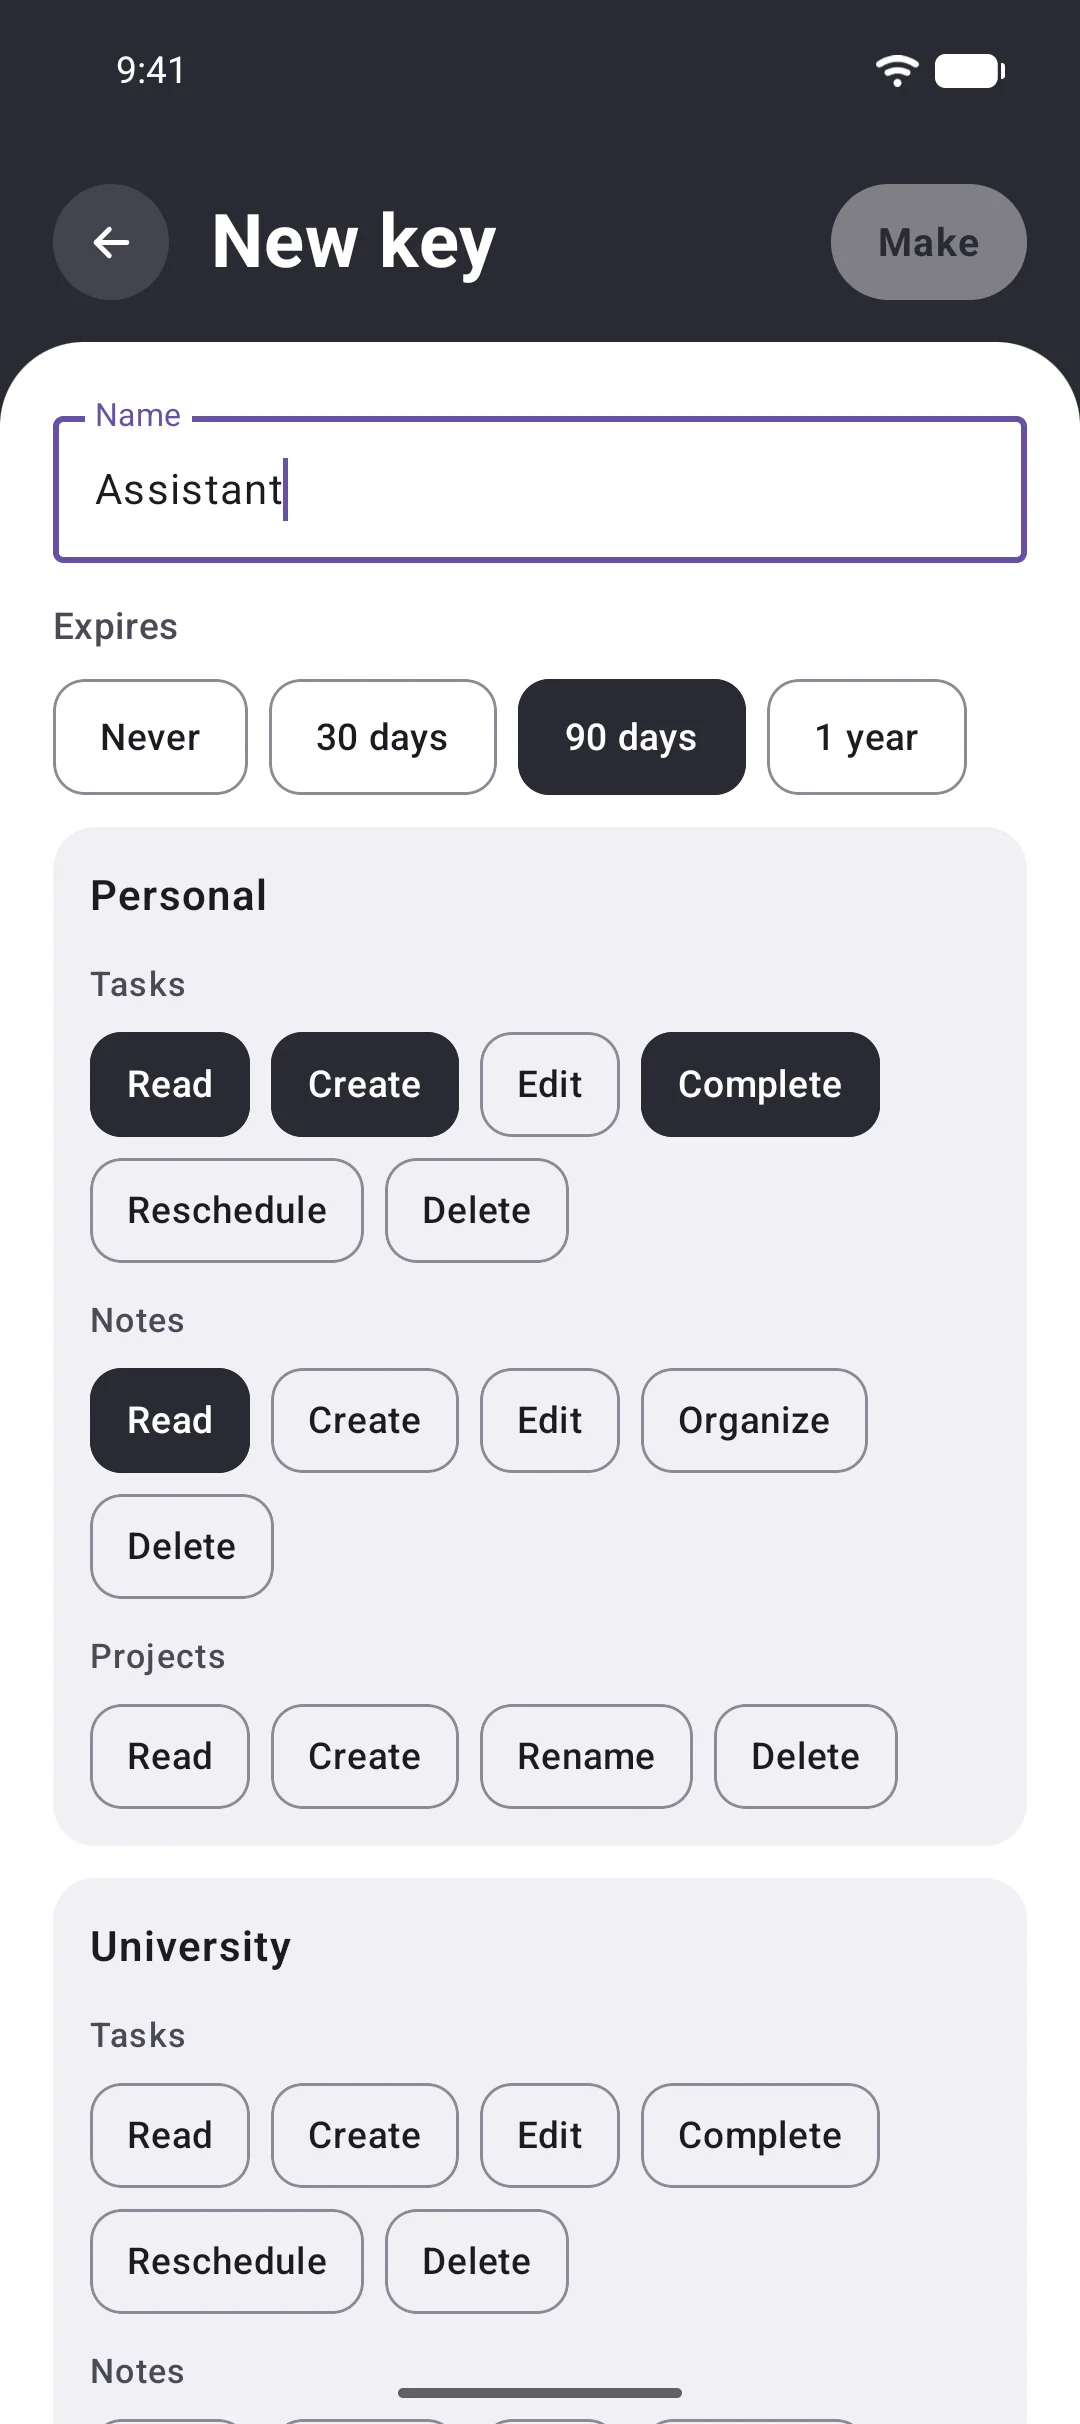 9:41
New key
Make
Name
Assistant
Expires
Never
30 days
90 days
1 year
Personal
Tasks
Read
Create
Edit
Complete
Reschedule
Delete
Notes
Read
Create
Edit
Organize
Delete
Projects
Read
Create
Rename
Delete
University
Tasks
Read
Create
Edit
Complete
Reschedule
Delete
Notes